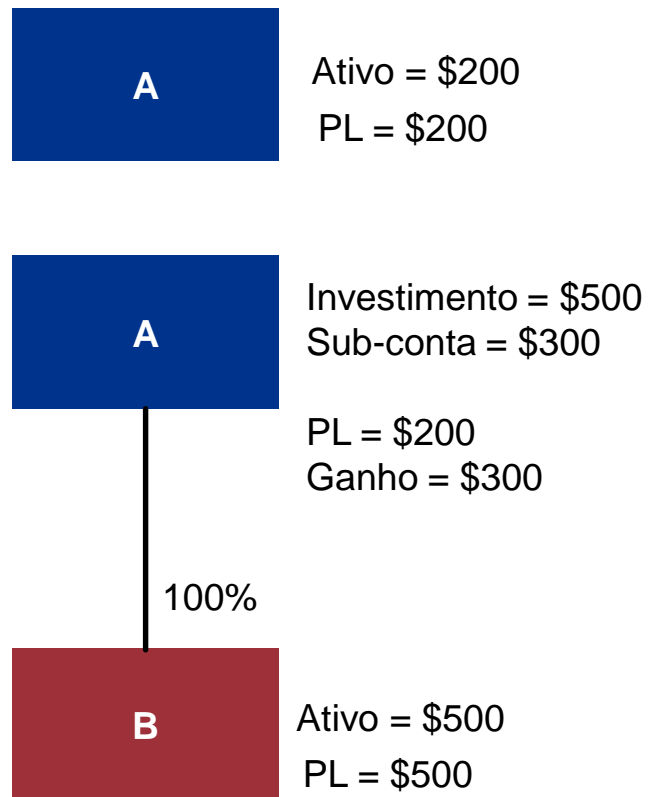 A
Ativo = $200
PL = $200
A
Investimento = $500
Sub-conta = $300
PL = $200
Ganho = $300
100%
B
Ativo = $500
PL = $500